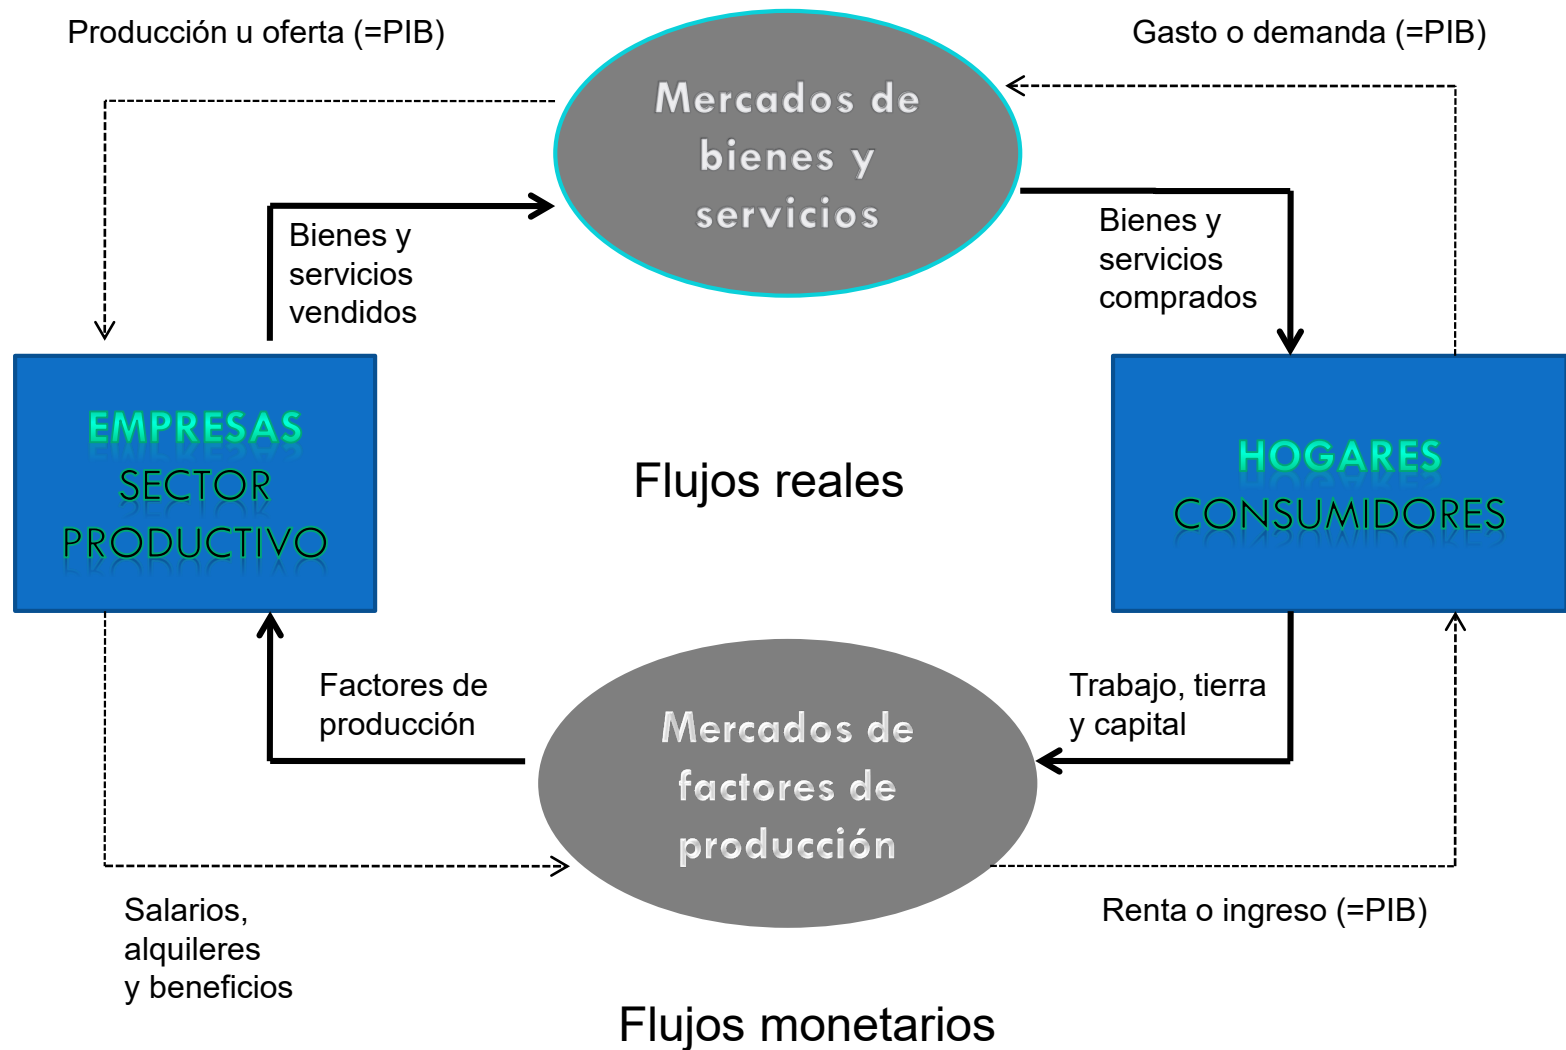 Producción u oferta (=PIB)
Gasto o demanda (=PIB)
Mercados de
bienes y
servicios
Bienes y
servicios
vendidos
Bienes y
servicios
comprados
EMPRESAS
SECTOR
PRODUCTIVO
Flujos reales
HOGARES
CONSUMIDORES
Factores de
producción
Mercados de
factores de
producción
Trabajo, tierra
y capital
Salarios,
alquileres
y beneficios
Renta o ingreso (=PIB)
Flujos monetarios